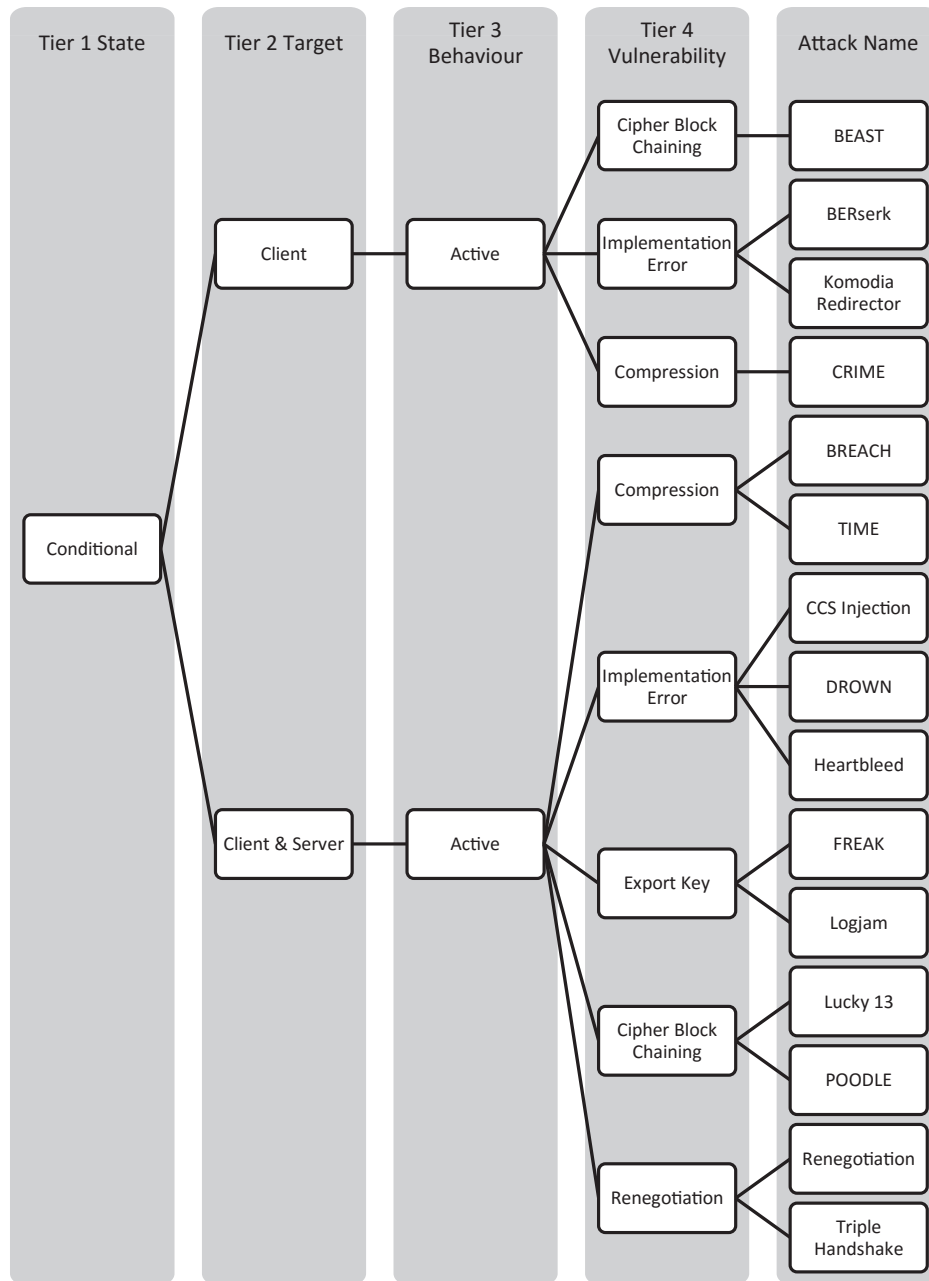 Tier 1 State
Tier 2 Target
Tier 3
Behaviour
Tier 4
Vulnerability
Attack Name
Conditional
Client
Client & Server
Active
Active
Cipher Block
Chaining
Implementation
Error
Compression
Compression
Implementation
Error
Export Key
Cipher Block
Chaining
Renegotiation
BEAST
BERserk
Komodia
Redirector
CRIME
BREACH
TIME
CCS Injection
DROWN
Heartbleed
FREAK
Logjam
Lucky 13
POODLE
Renegotiation
Triple
Handshake